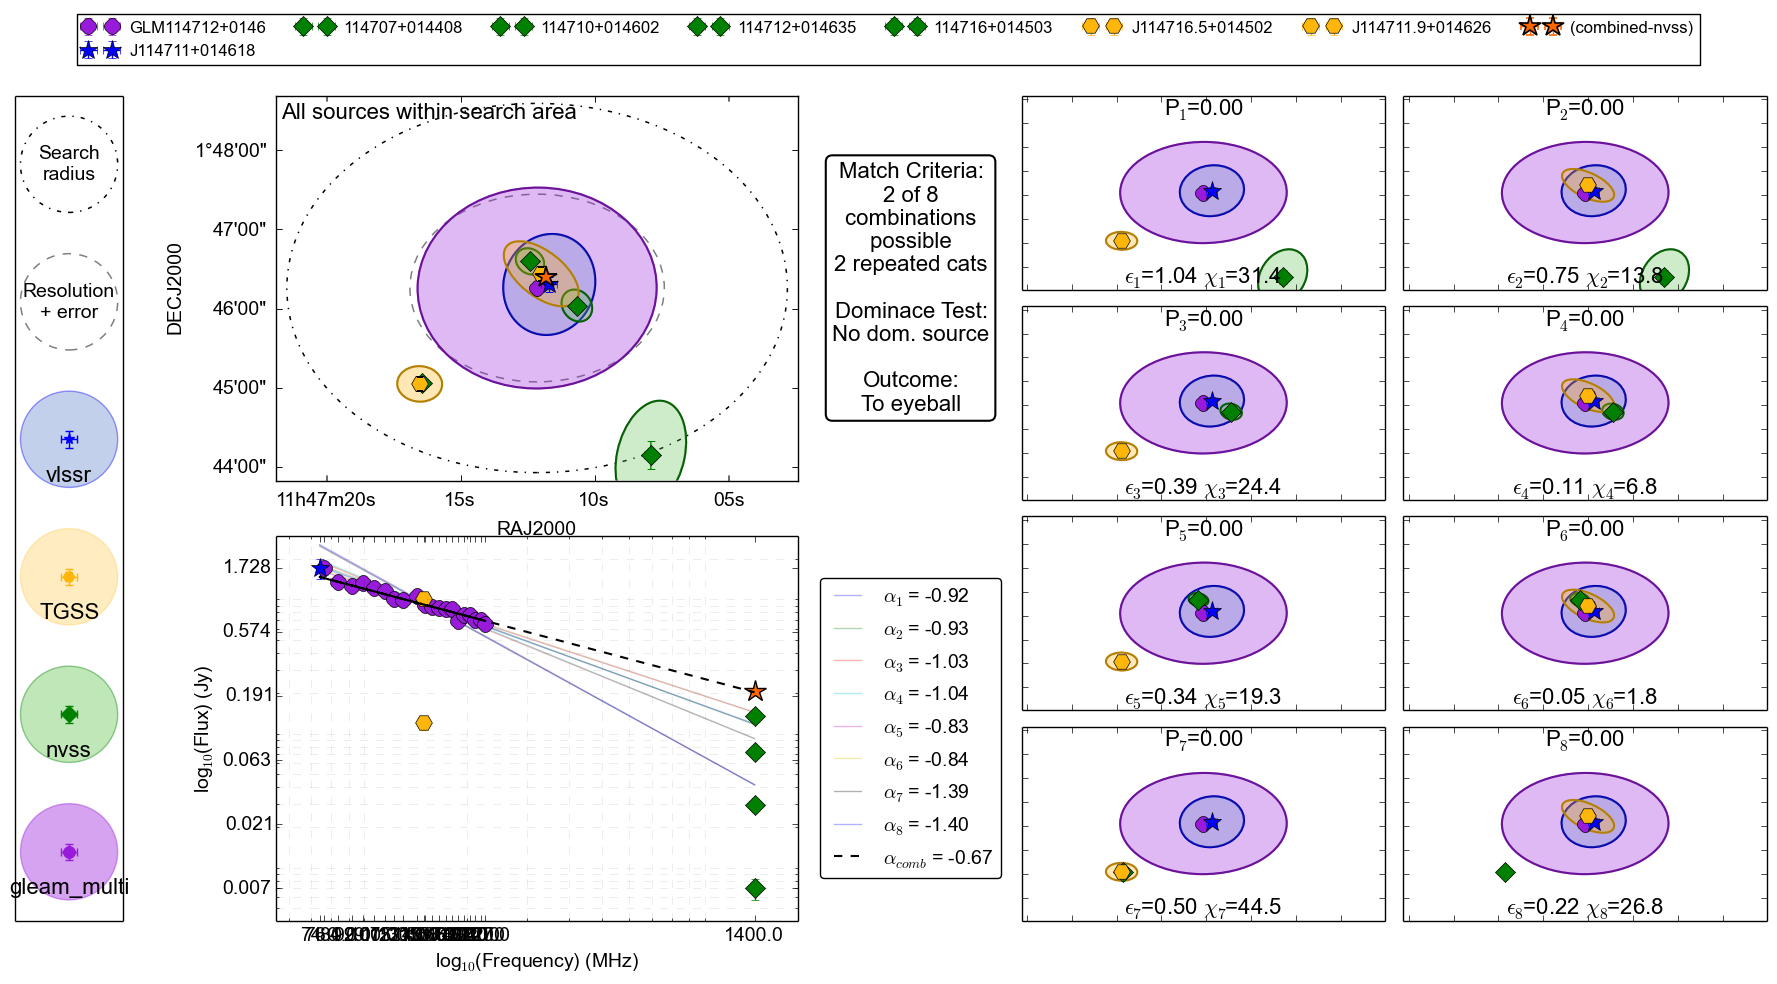 GLM114712+0146 114707+014408 114710+014602 114712+014635 114716+014503 J114716.5+014502 J114711.9+014626 (combined-nvss)
J114711+014618
Search
radius
Resolution
+ error
vlssr
TGSS
nvss
gleam_multi
All sources within search area
DECJ2000
1°48'00"
47'00"
46'00"
45'00"
44'00"
11h47m20s 15s 10s 05s
RAJ2000
Match Criteria:
2 of 8
combinations
possible
2 repeated cats
Dominace Test:
No dom. source
Outcome:
To eyeball
log₁₀(Flux) (Jy)
1.728
0.574
0.191
0.063
0.021
0.007
1400.0
log₁₀(Frequency) (MHz)
α₁ = -0.92
α₂ = -0.93
α₃ = -1.03
α₄ = -1.04
α₅ = -0.83
α₆ = -0.84
α₇ = -1.39
α₈ = -1.40
α_comb = -0.67
P₁=0.00
ϵ₁=1.04 χ₁=31.4
P₂=0.00
ϵ₂=0.75 χ₂=13.8
P₃=0.00
ϵ₃=0.39 χ₃=24.4
P₄=0.00
ϵ₄=0.11 χ₄=6.8
P₅=0.00
ϵ₅=0.34 χ₅=19.3
P₆=0.00
ϵ₆=0.05 χ₆=1.8
P₇=0.00
ϵ₇=0.50 χ₇=44.5
P₈=0.00
ϵ₈=0.22 χ₈=26.8